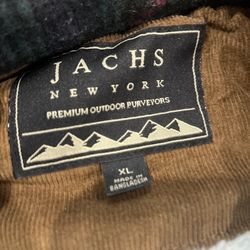 JACHS
NEW YORK
PREMIUM OUTDOOR PURVEYORS
XL
MADE IN
BANGLADESH